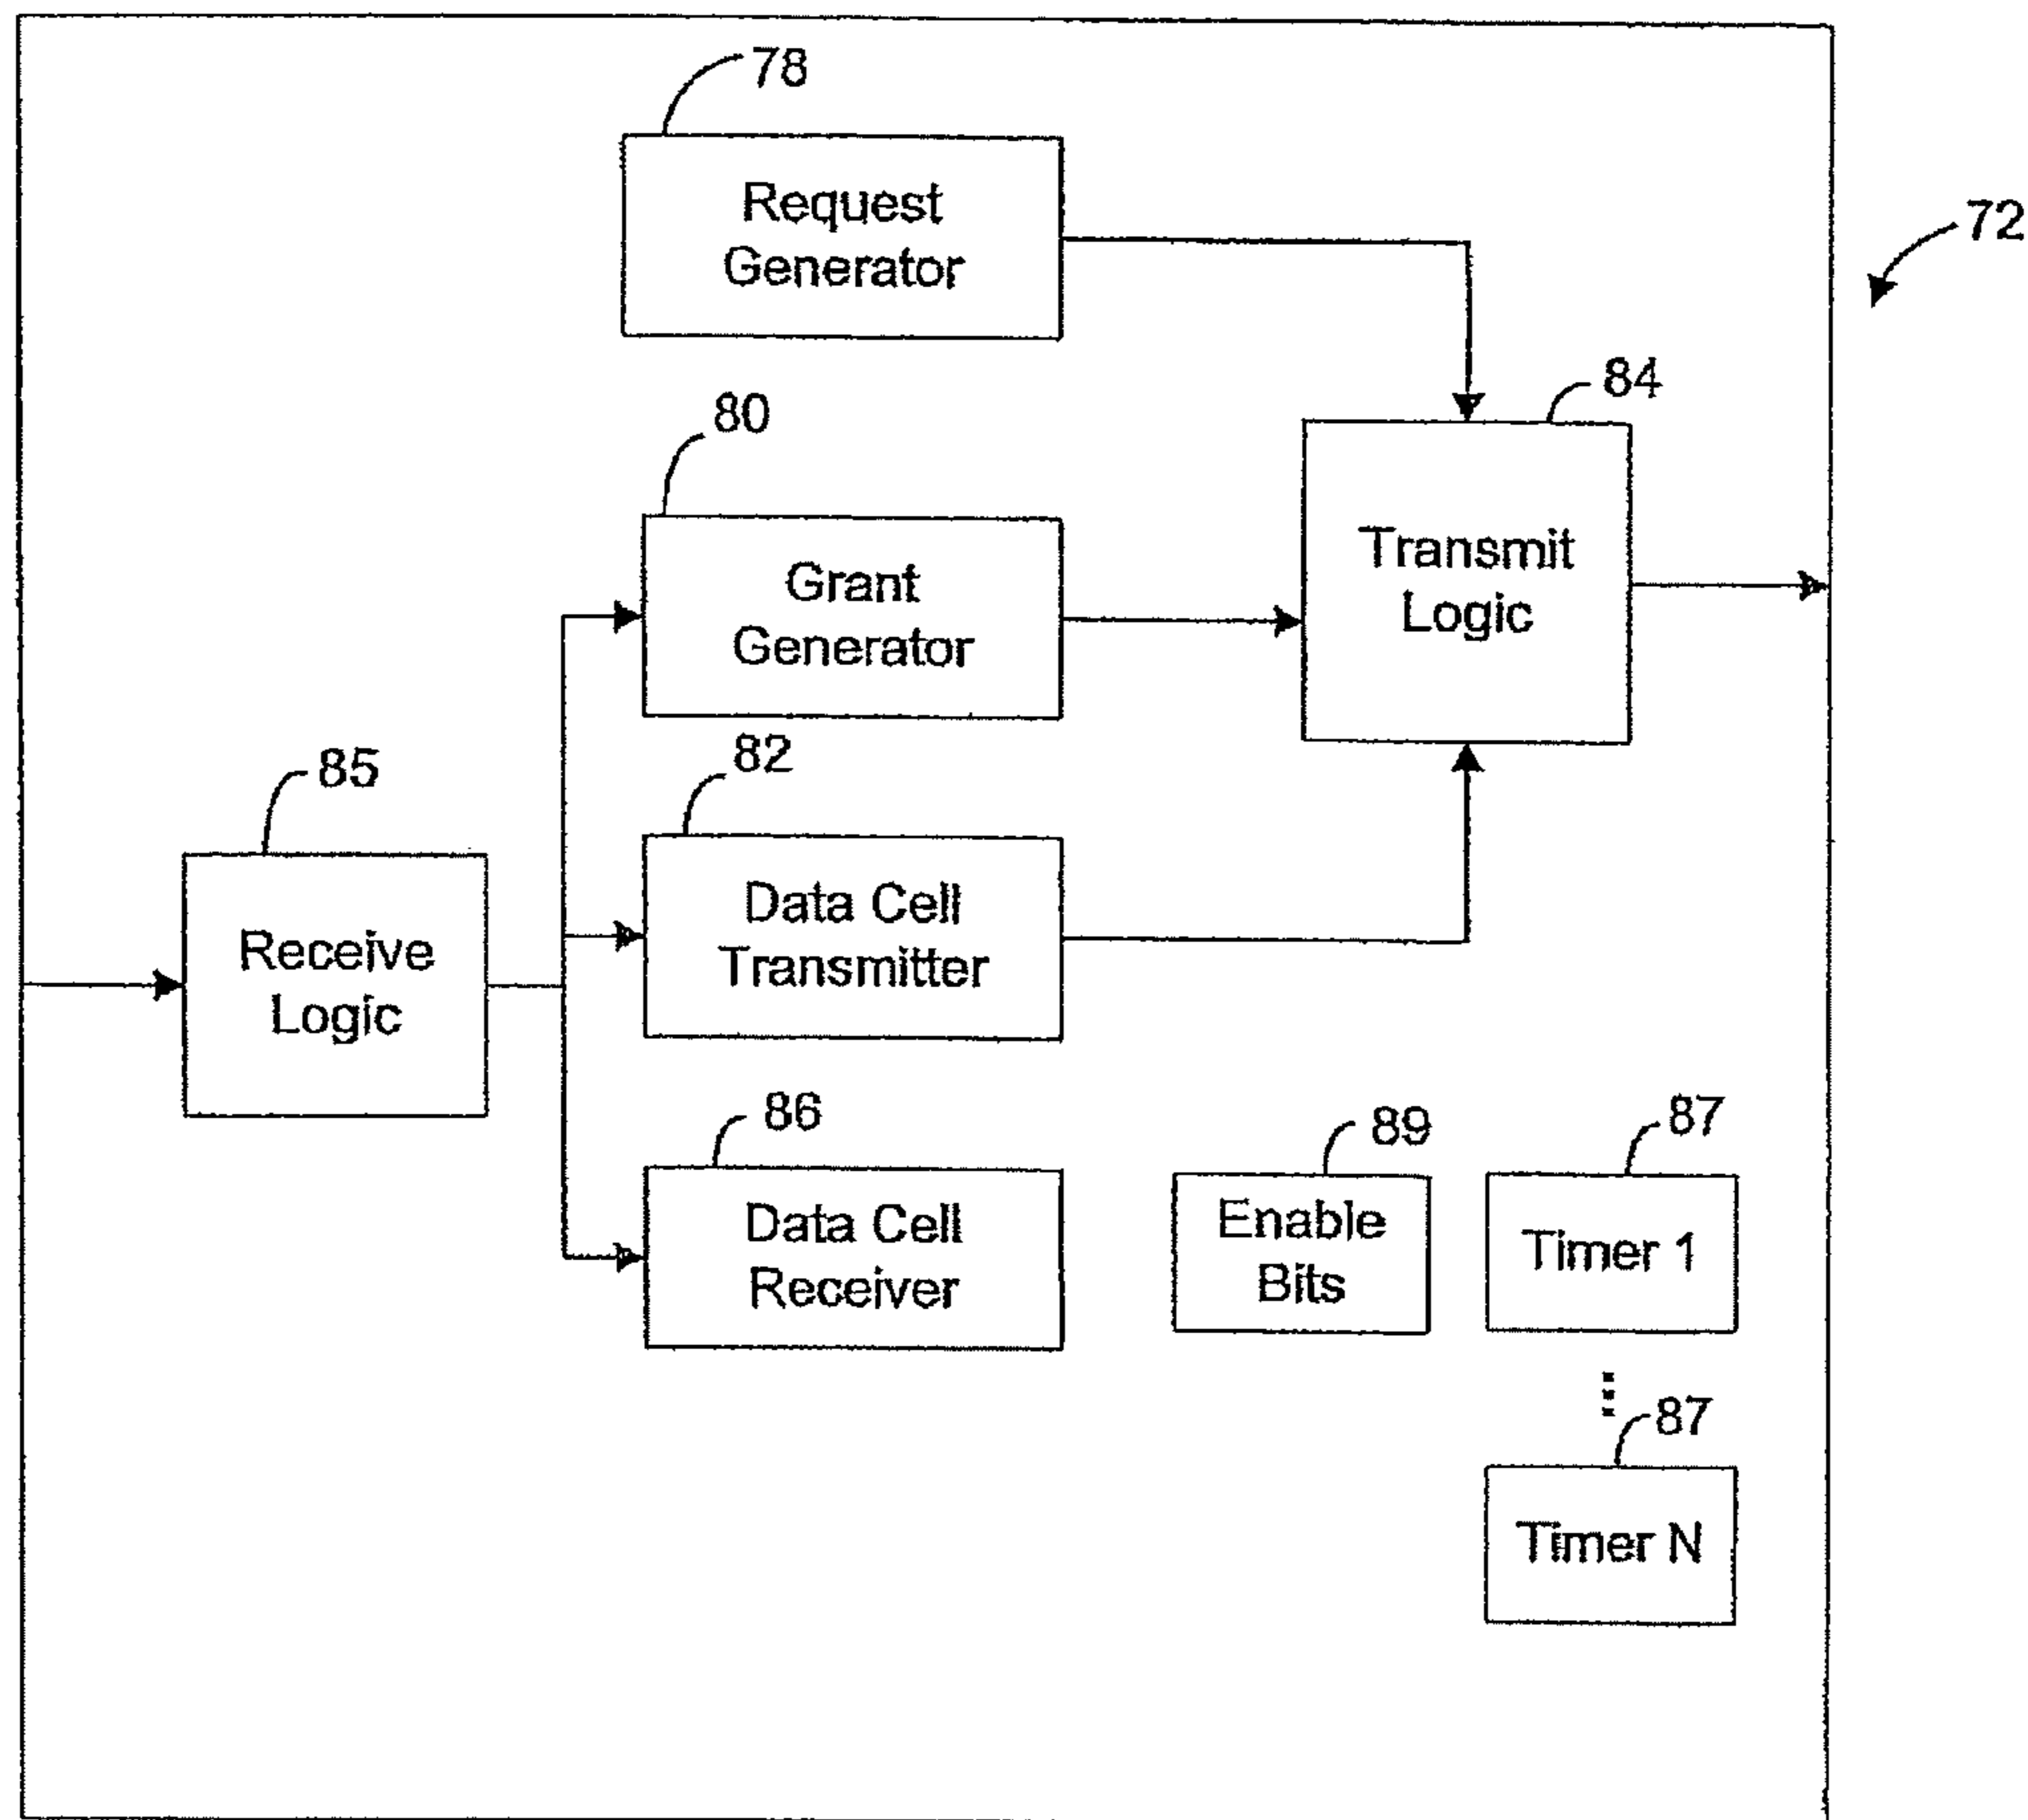 78
Request
Generator
72
84
80
Grant
Generator
Transmit
Logic
82
85
Data Cell
Transmitter
Receive
Logic
86
Data Cell
Receiver
89
Enable
Bits
87
Timer 1
87
Timer N